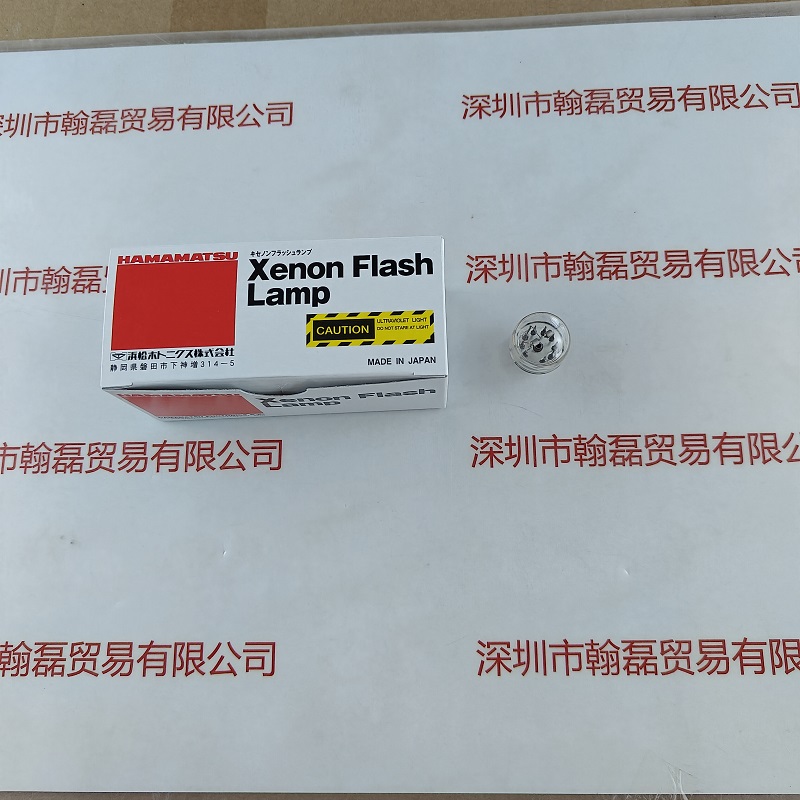 深圳市翰磊贸易有限公司
深圳市翰磊贸易有限公司
圳市翰磊
深圳市翰磊贸易有限公司
HAMAMATSU
キセノンフラッシュランプ
Xenon Flash
Lamp
CAUTION
ULTRAVIOLET LIGHT
DO NOT STARE AT LIGHT
浜松ホトニクス株式会社
静岡県磐田市下神増314-5
MADE IN JAPAN
HAMAMATSU
Xenon Flash
Lamp
市翰磊贸易有限公司
深圳市翰磊贸易有限公
翰磊贸易有限公司
深圳市翰磊贸易有限